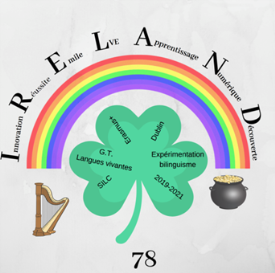 Innovation Réussite Emile LVE Apprentissage Numérique Découverte
Erasmus+
Dublin
G.T.
Langues vivantes
Expérimentation
bilinguisme
SILC
2019-2021
78